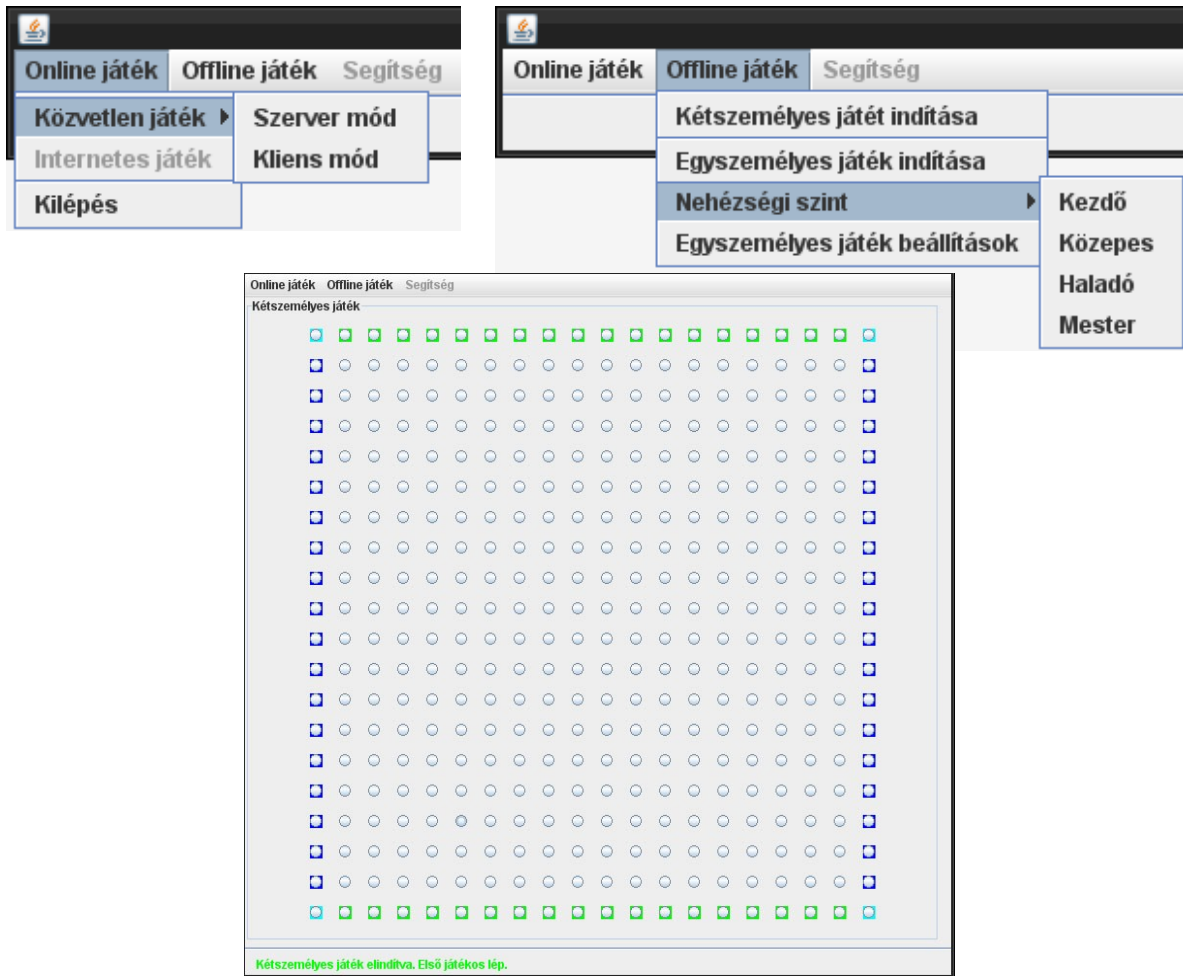 Online játék Offline játék Segítség
Közvetlen játék Szerver mód
Internetes játék Kliens mód
Kilépés
Online játék Offline játék Segítség
Kétszemélyes játét indítása
Egyszemélyes játék indítása
Nehézségi szint Kezdő
Egyszemélyes játék beállítások Közepes
Haladó
Mester
Online játék Offline játék Segítség
Kétszemélyes játék
Kétszemélyes játék elindítva. Első játékos lép.